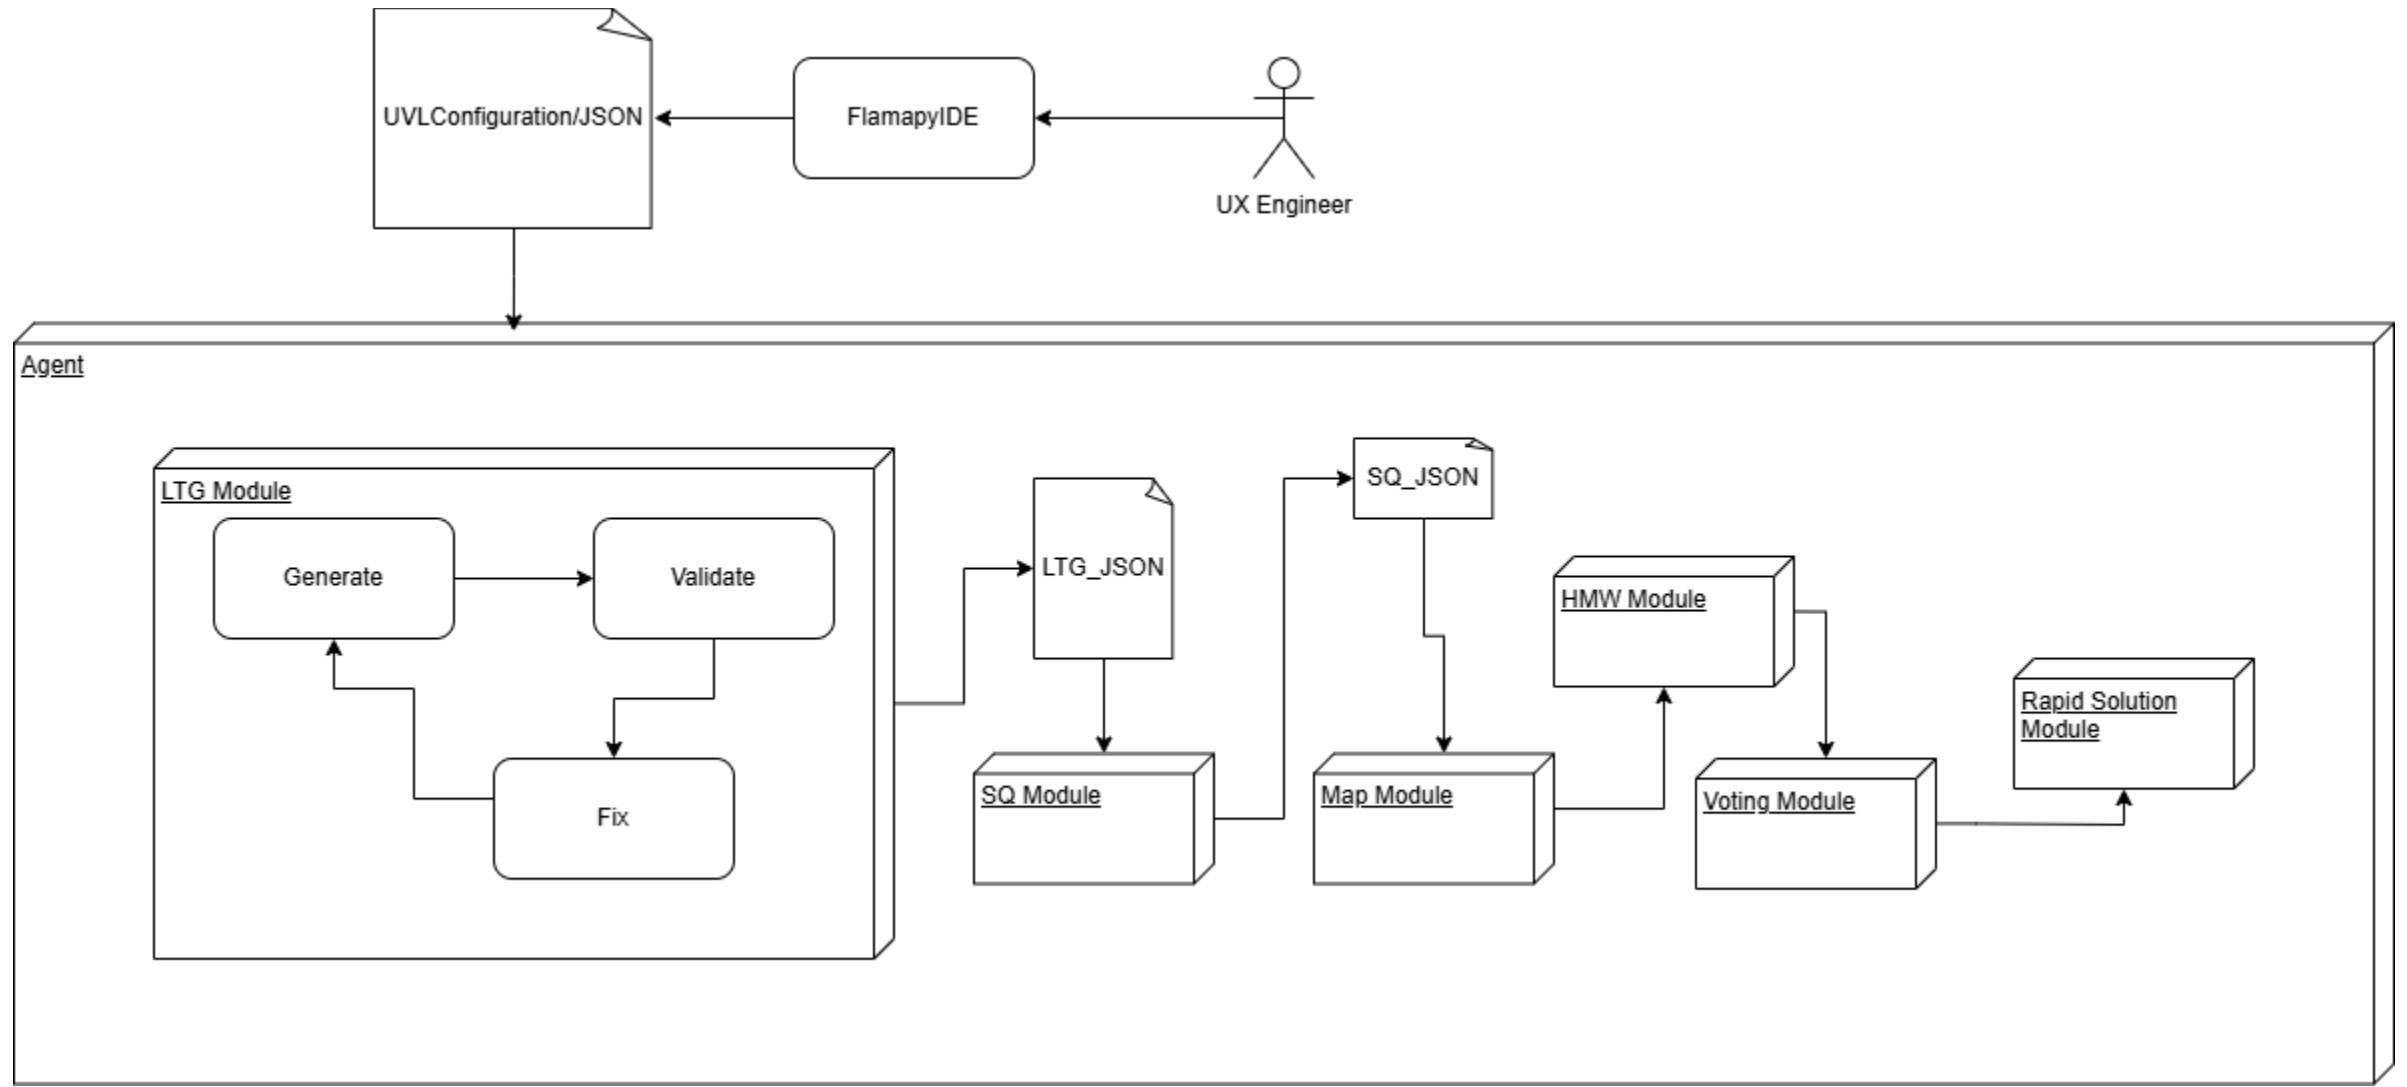 UVLConfiguration/JSON
FlamapyIDE
UX Engineer
Agent
LTG Module
Generate
Validate
Fix
LTG_JSON
SQ Module
SQ_JSON
Map Module
HMW Module
Voting Module
Rapid Solution
Module